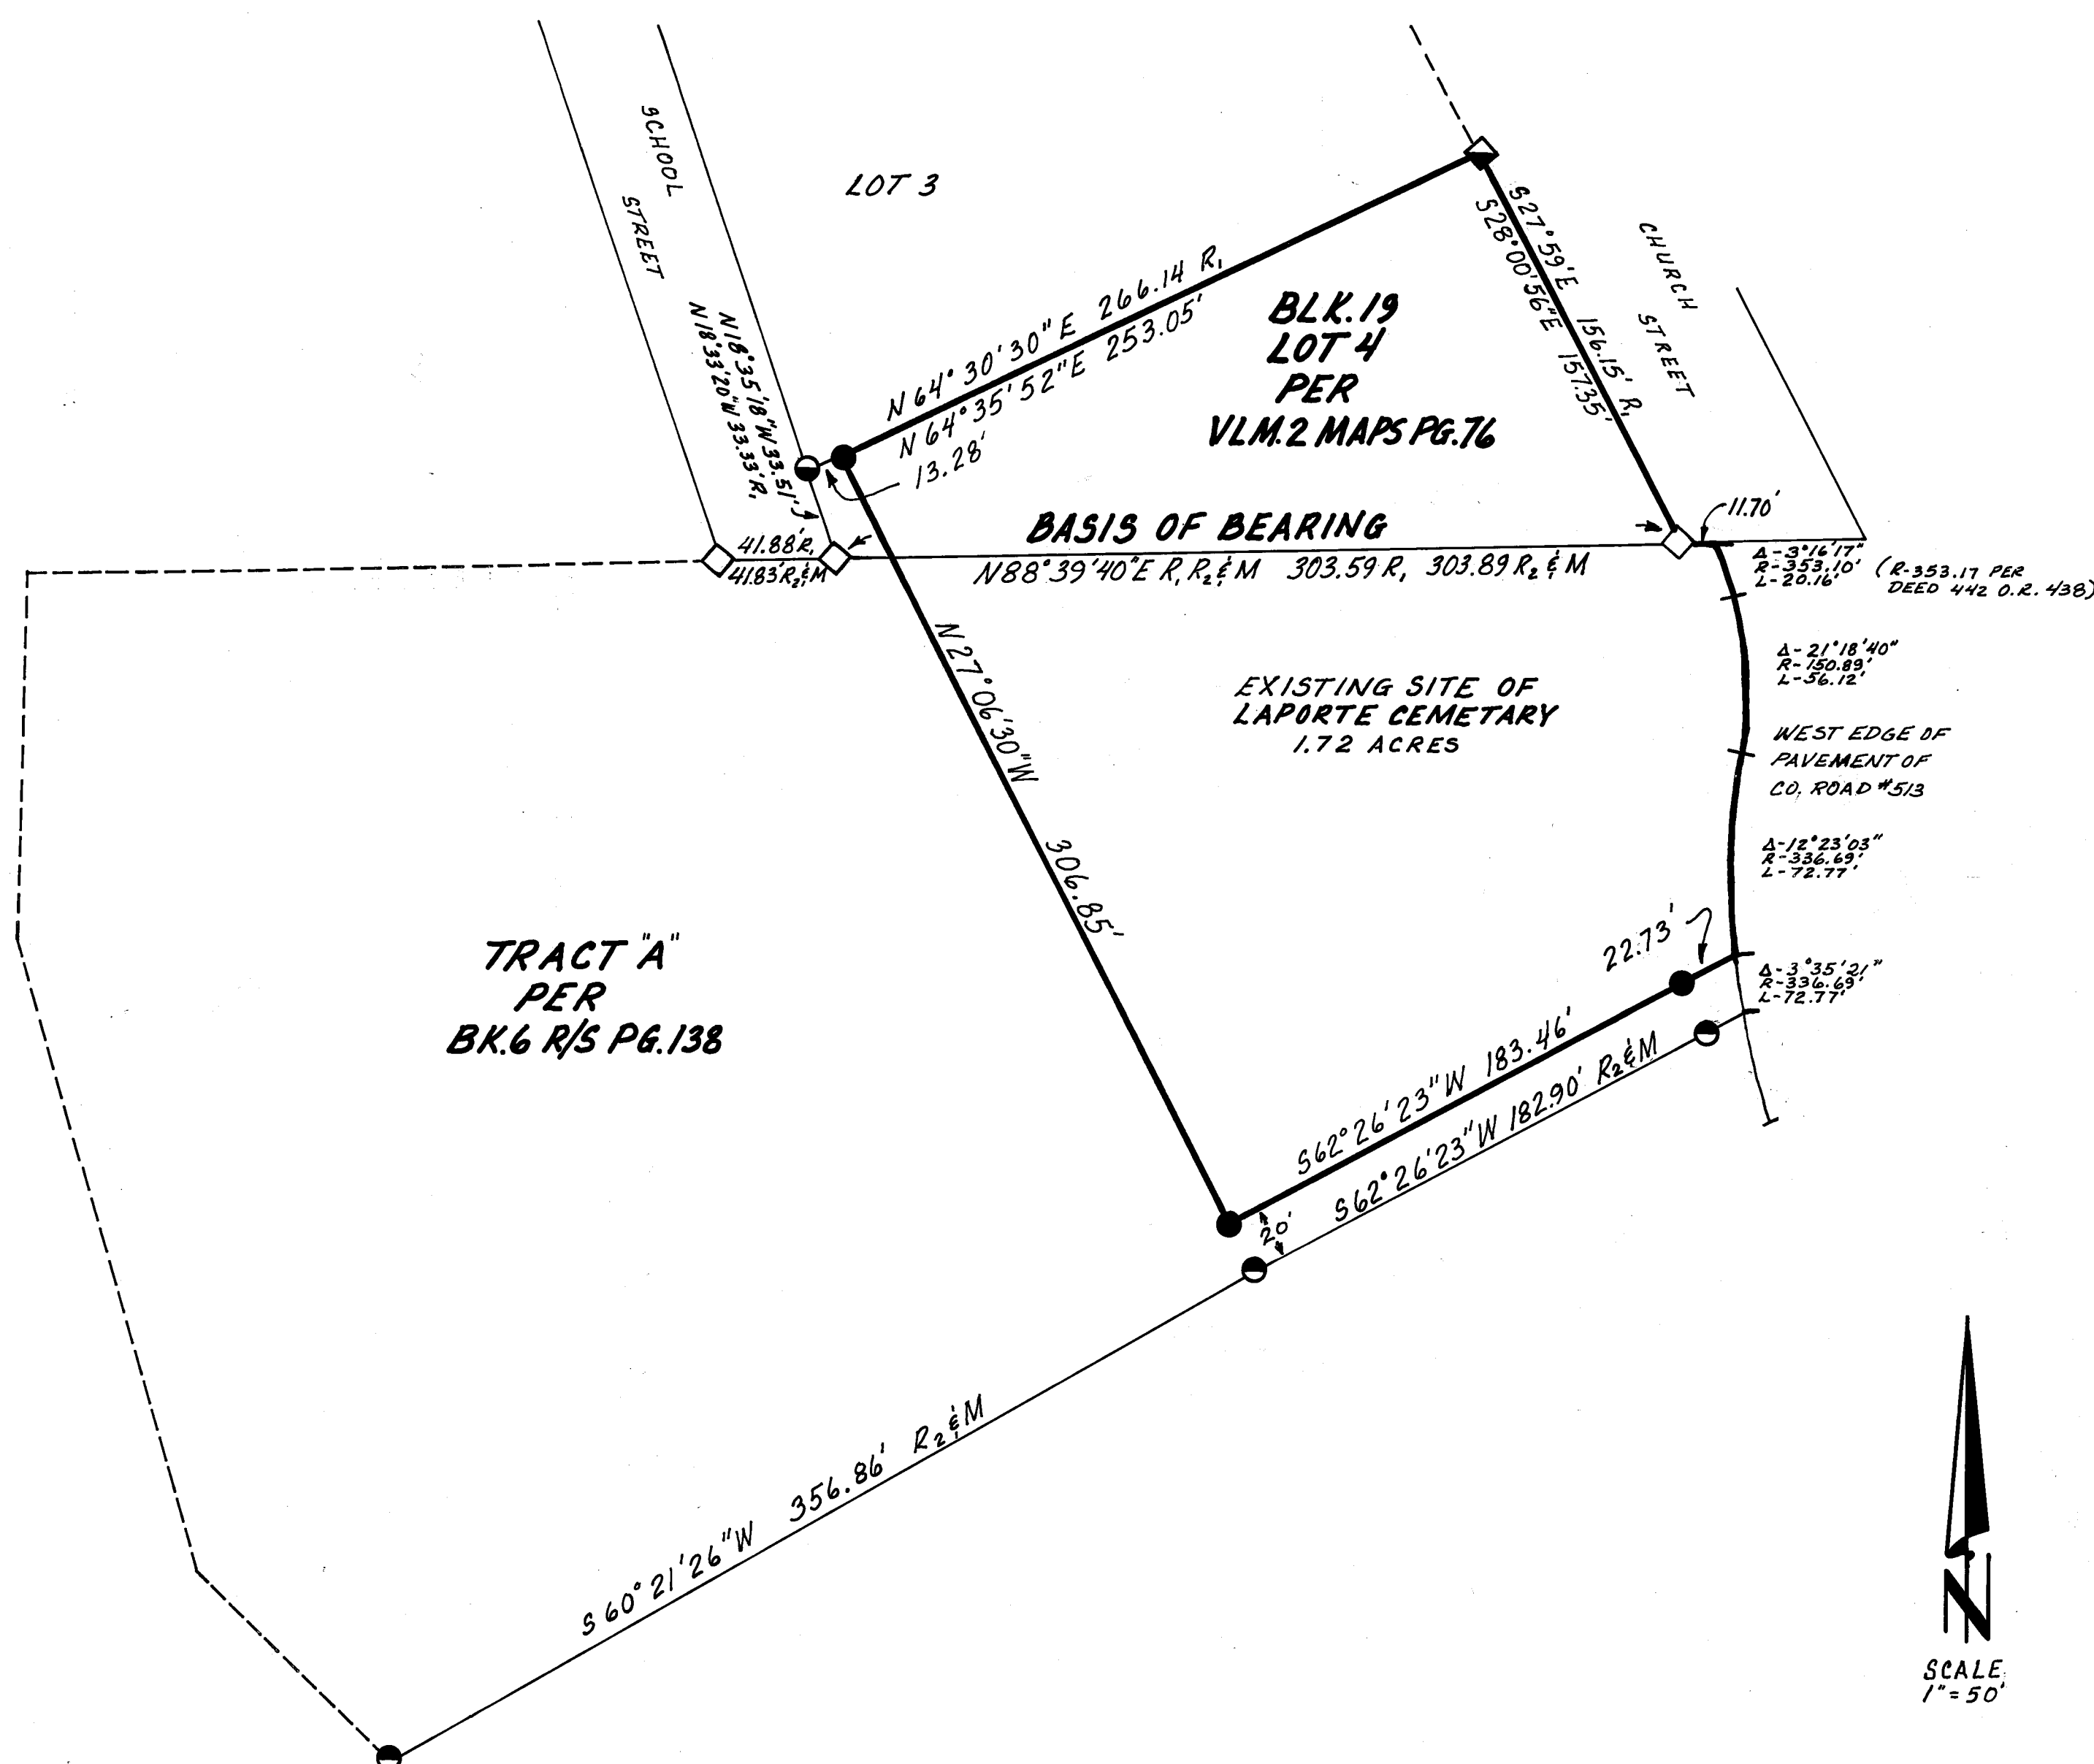 SCHOOL
STREET
LOT 3
CHURCH
STREET
S27°59'E 156.15' R₁
S28°00'56"E 157.35'
N64°30'30"E 266.14 R₁
N64°35'52"E 253.05'
13.28'
BLK.19
LOT 4
PER
VLM.2 MAPS PG.76
N18°35'18"W 33.51'
N18°33'20"W 33.33' R₁
BASIS OF BEARING
11.70'
41.88' R₁
41.83' R₂ & M
N88°39'40"E R₁ R₂ & M 303.59 R₁ 303.89 R₂ & M
Δ-3°16'17"
R-353.10'
L-20.16'
(R-353.17 PER
DEED 442 O.R. 438)
N27°06'30"W 306.85'
EXISTING SITE OF
LAPORTE CEMETARY
1.72 ACRES
Δ-21°18'40"
R-150.89'
L-56.12'
WEST EDGE OF
PAVEMENT OF
CO. ROAD #513
Δ-12°23'03"
R-336.69'
L-72.77'
TRACT "A"
PER
BK.6 R/S PG.138
22.73'
Δ-3°35'21"
R-336.69'
L-72.77'
S62°26'23"W 183.46'
S62°26'23"W 182.90' R₂ & M
20'
S60°21'26"W 356.86' R₂ & M
N
SCALE
1"=50'